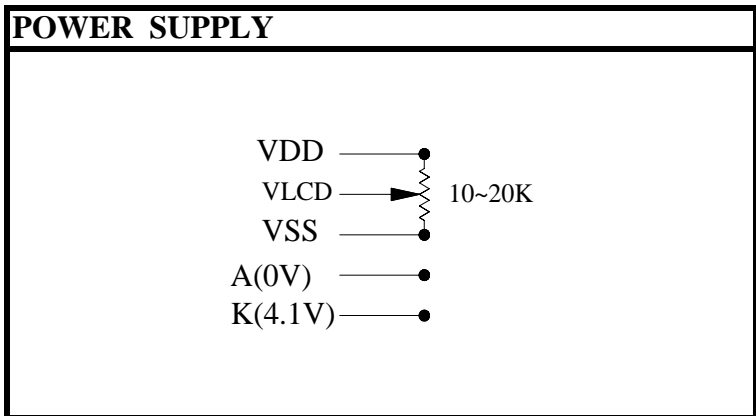 POWER SUPPLY
VDD
VLCD
10~20K
VSS
A(0V)
K(4.1V)